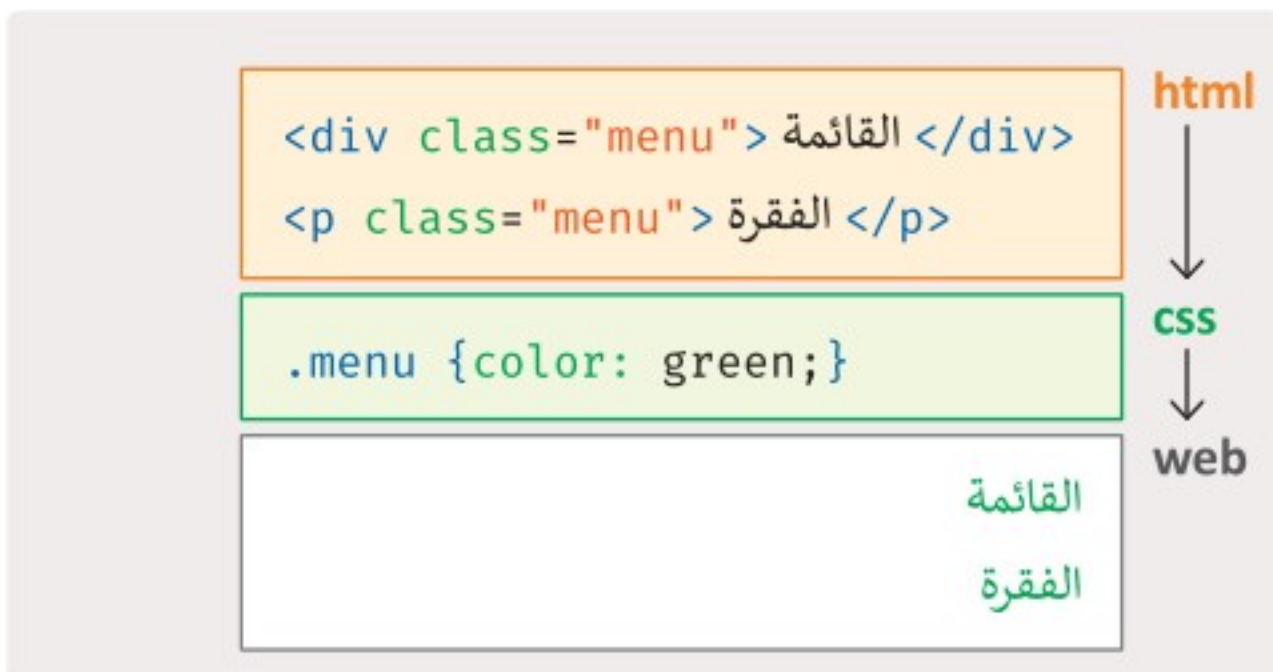 html
<div class="menu"> القائمة </div>
<p class="menu"> الفقرة </p>
css
.menu {color: green;}
web
القائمة
الفقرة